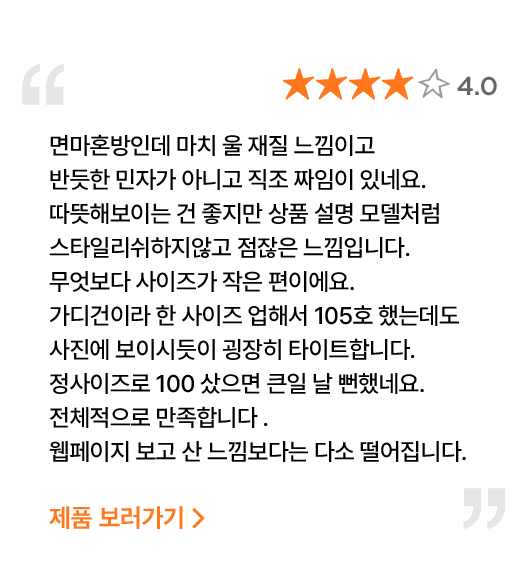 4.0
면마혼방인데 마치 울 재질 느낌이고
반듯한 민자가 아니고 직조 짜임이 있네요.
따뜻해보이는 건 좋지만 상품 설명 모델처럼
스타일리쉬하지않고 점잖은 느낌입니다.
무엇보다 사이즈가 작은 편이에요.
가디건이라 한 사이즈 업해서 105호 했는데도
사진에 보이시듯이 굉장히 타이트합니다.
정사이즈로 100 샀으면 큰일 날 뻔했네요.
전체적으로 만족합니다 .
웹페이지 보고 산 느낌보다는 다소 떨어집니다.
제품 보러가기 >